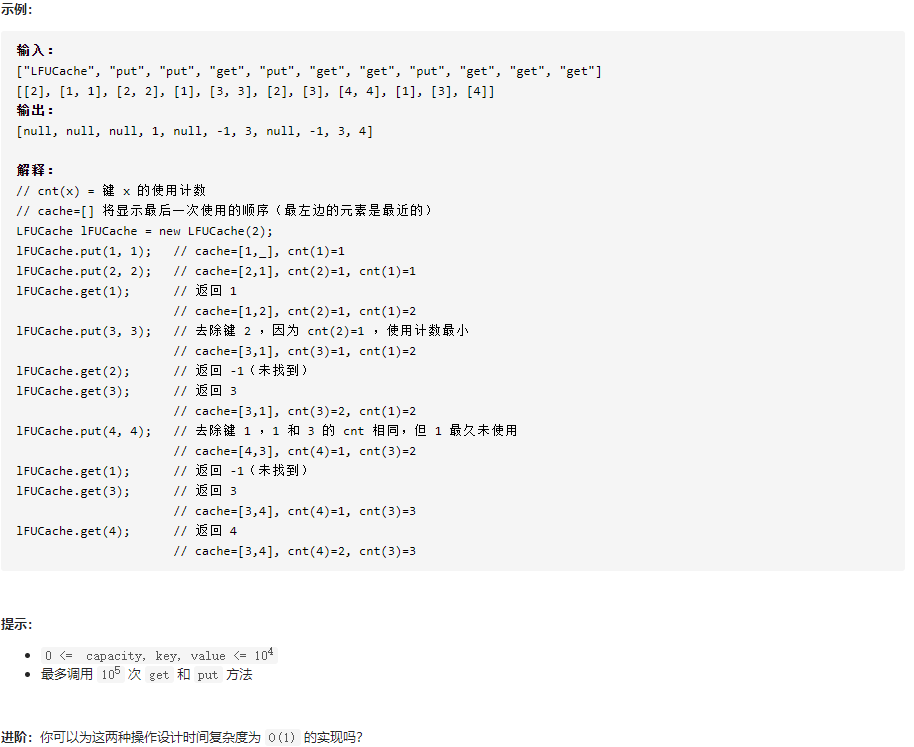 示例：
输入：
["LFUCache", "put", "put", "get", "put", "get", "get", "put", "get", "get", "get"]
[[2], [1, 1], [2, 2], [1], [3, 3], [2], [3], [4, 4], [1], [3], [4]]
输出：
[null, null, null, 1, null, -1, 3, null, -1, 3, 4]
解释：
// cnt(x) = 键 x 的使用计数
// cache=[] 将显示最后一次使用的顺序（最左边的元素是最近的）
LFUCache lFUCache = new LFUCache(2);
lFUCache.put(1, 1);   // cache=[1,_], cnt(1)=1
lFUCache.put(2, 2);   // cache=[2,1], cnt(2)=1, cnt(1)=1
lFUCache.get(1);      // 返回 1
// cache=[1,2], cnt(2)=1, cnt(1)=2
lFUCache.put(3, 3);   // 去除键 2 ，因为 cnt(2)=1 ，使用计数最小
// cache=[3,1], cnt(3)=1, cnt(1)=2
lFUCache.get(2);      // 返回 -1（未找到）
lFUCache.get(3);      // 返回 3
// cache=[3,1], cnt(3)=2, cnt(1)=2
lFUCache.put(4, 4);   // 去除键 1 ，1 和 3 的 cnt 相同，但 1 最久未使用
// cache=[4,3], cnt(4)=1, cnt(3)=2
lFUCache.get(1);      // 返回 -1（未找到）
lFUCache.get(3);      // 返回 3
// cache=[3,4], cnt(4)=1, cnt(3)=3
lFUCache.get(4);      // 返回 4
// cache=[3,4], cnt(4)=2, cnt(3)=3
提示：
• 0 <= capacity, key, value <= 10⁴
• 最多调用 10⁵ 次 get 和 put 方法
进阶：你可以为这两种操作设计时间复杂度为 O(1) 的实现吗？